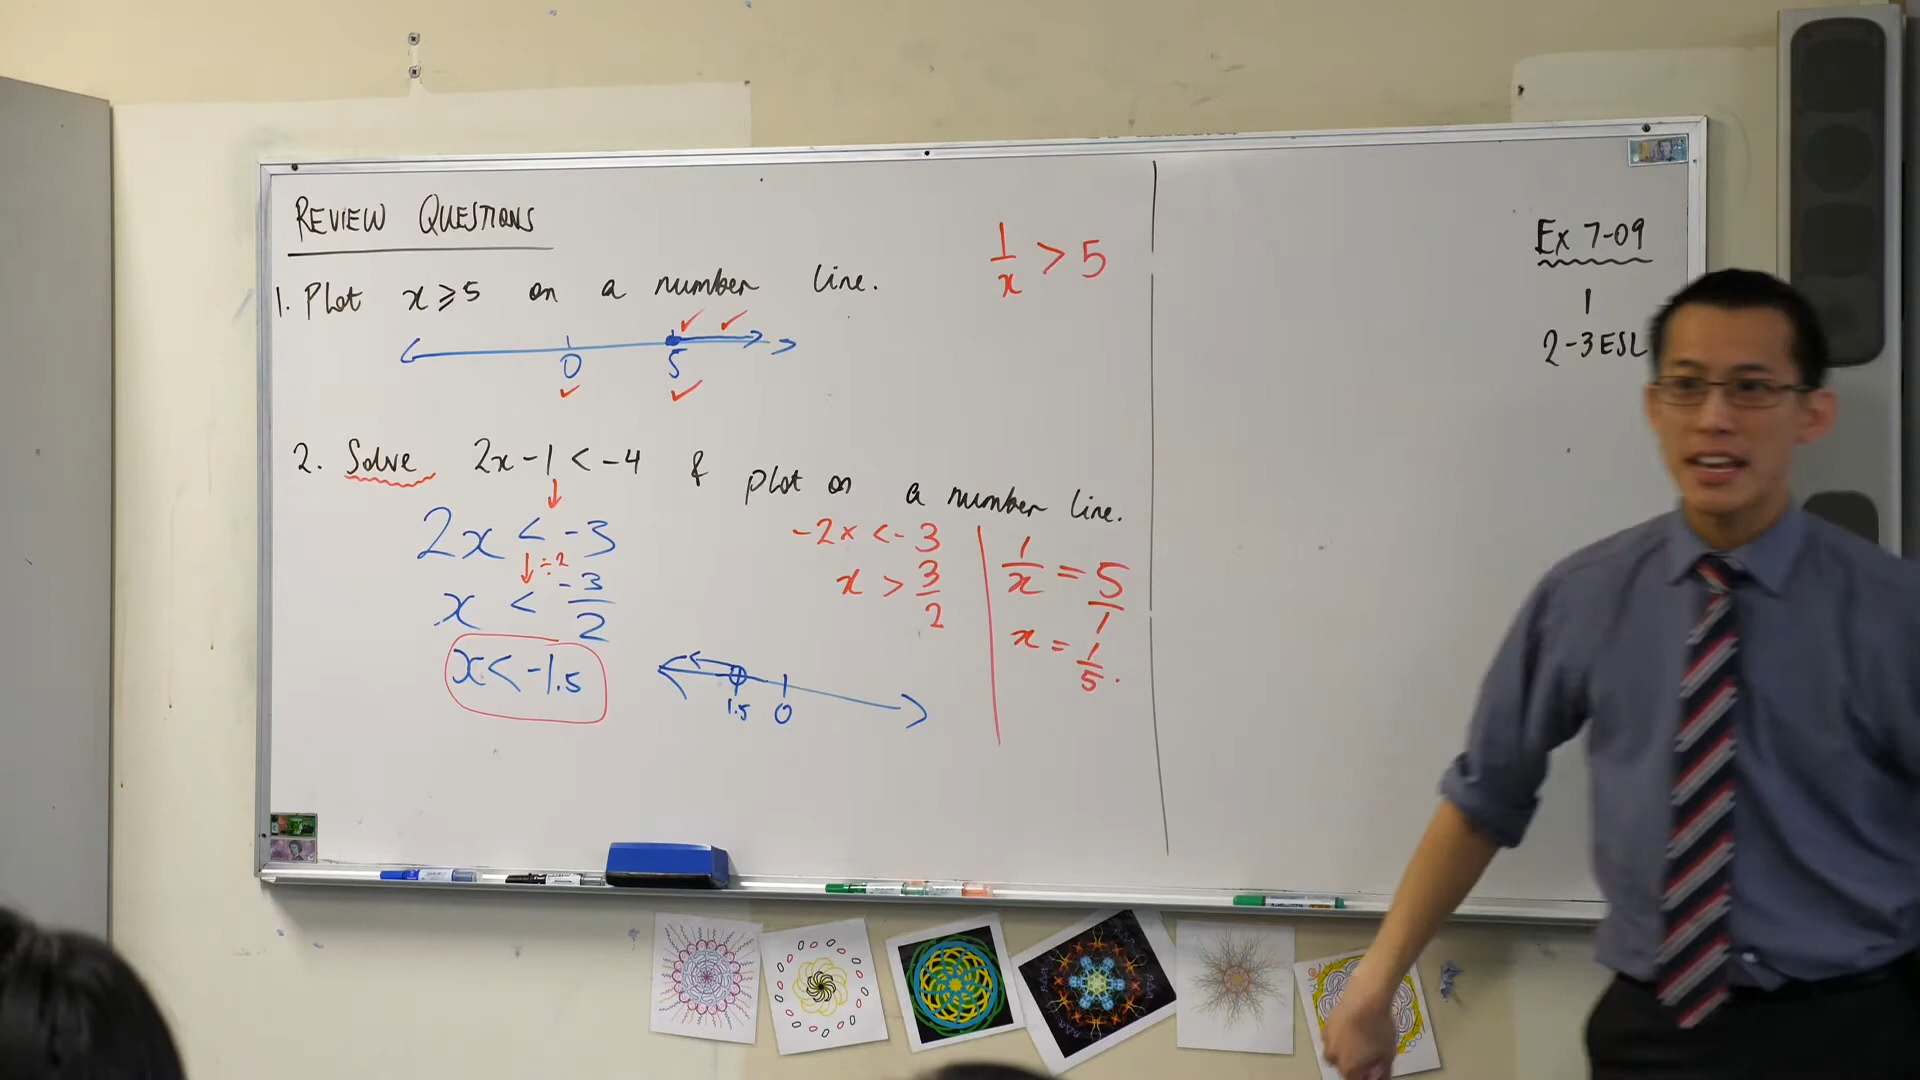 REVIEW QUESTIONS
1. Plot x ⩾ 5 on a number line.
0 5
1/x > 5
2. Solve 2x - 1 < -4 & plot on a number line.
2x < -3
÷2
x < -3/2
x < -1.5
1.5 0
-2x < -3
x > 3/2
1/x = 5/1
x = 1/5.
Ex 7-09
1
2-3 ESL